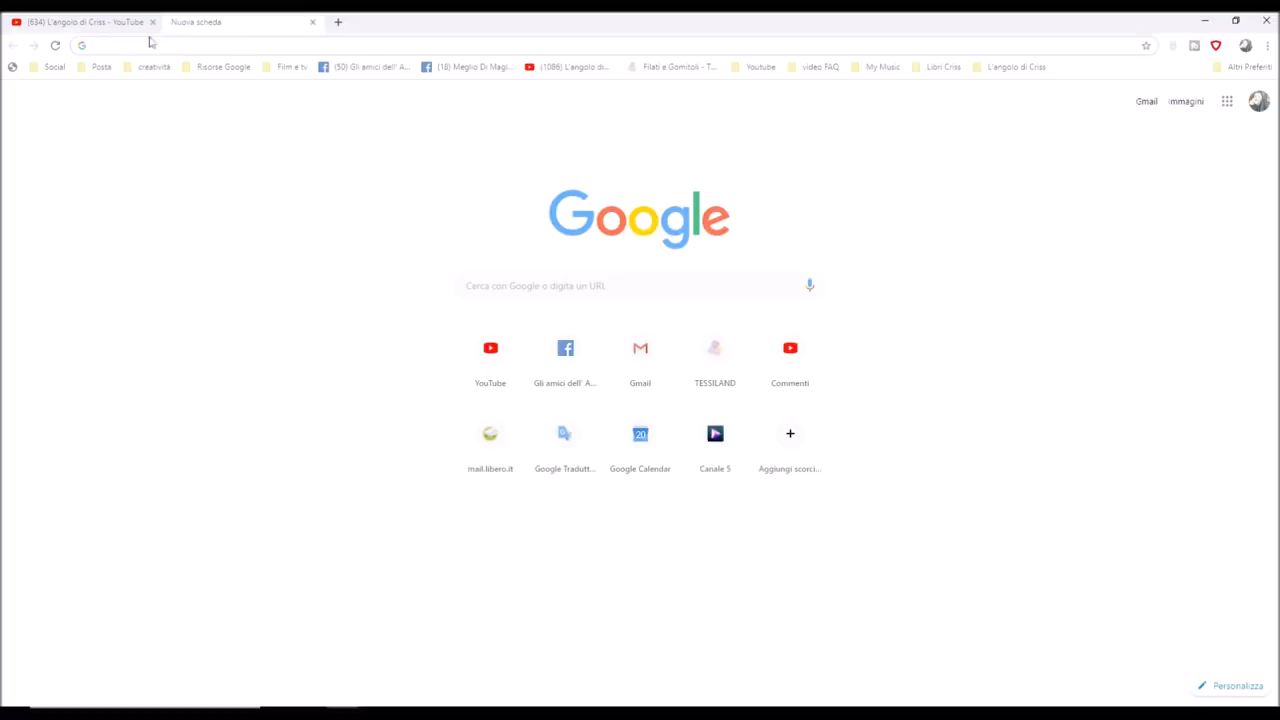 (634) L'angolo di Criss - YouTube Nuova scheda
Social Posta creatività Risorse Google Film e tv (50) Gli amici dell' A... (18) Meglio Di Magl... (1086) L'angolo di... Filati e Gomitoli - T... Youtube video FAQ My Music Libri Criss L'angolo di Criss Altri Preferiti
Gmail Immagini
Google
Cerca con Google o digita un URL
YouTube Gli amici dell' A... Gmail TESSILAND Commenti
20
mail.libero.it Google Tradutt... Google Calendar Canale 5 Aggiungi scorci...
Personalizza